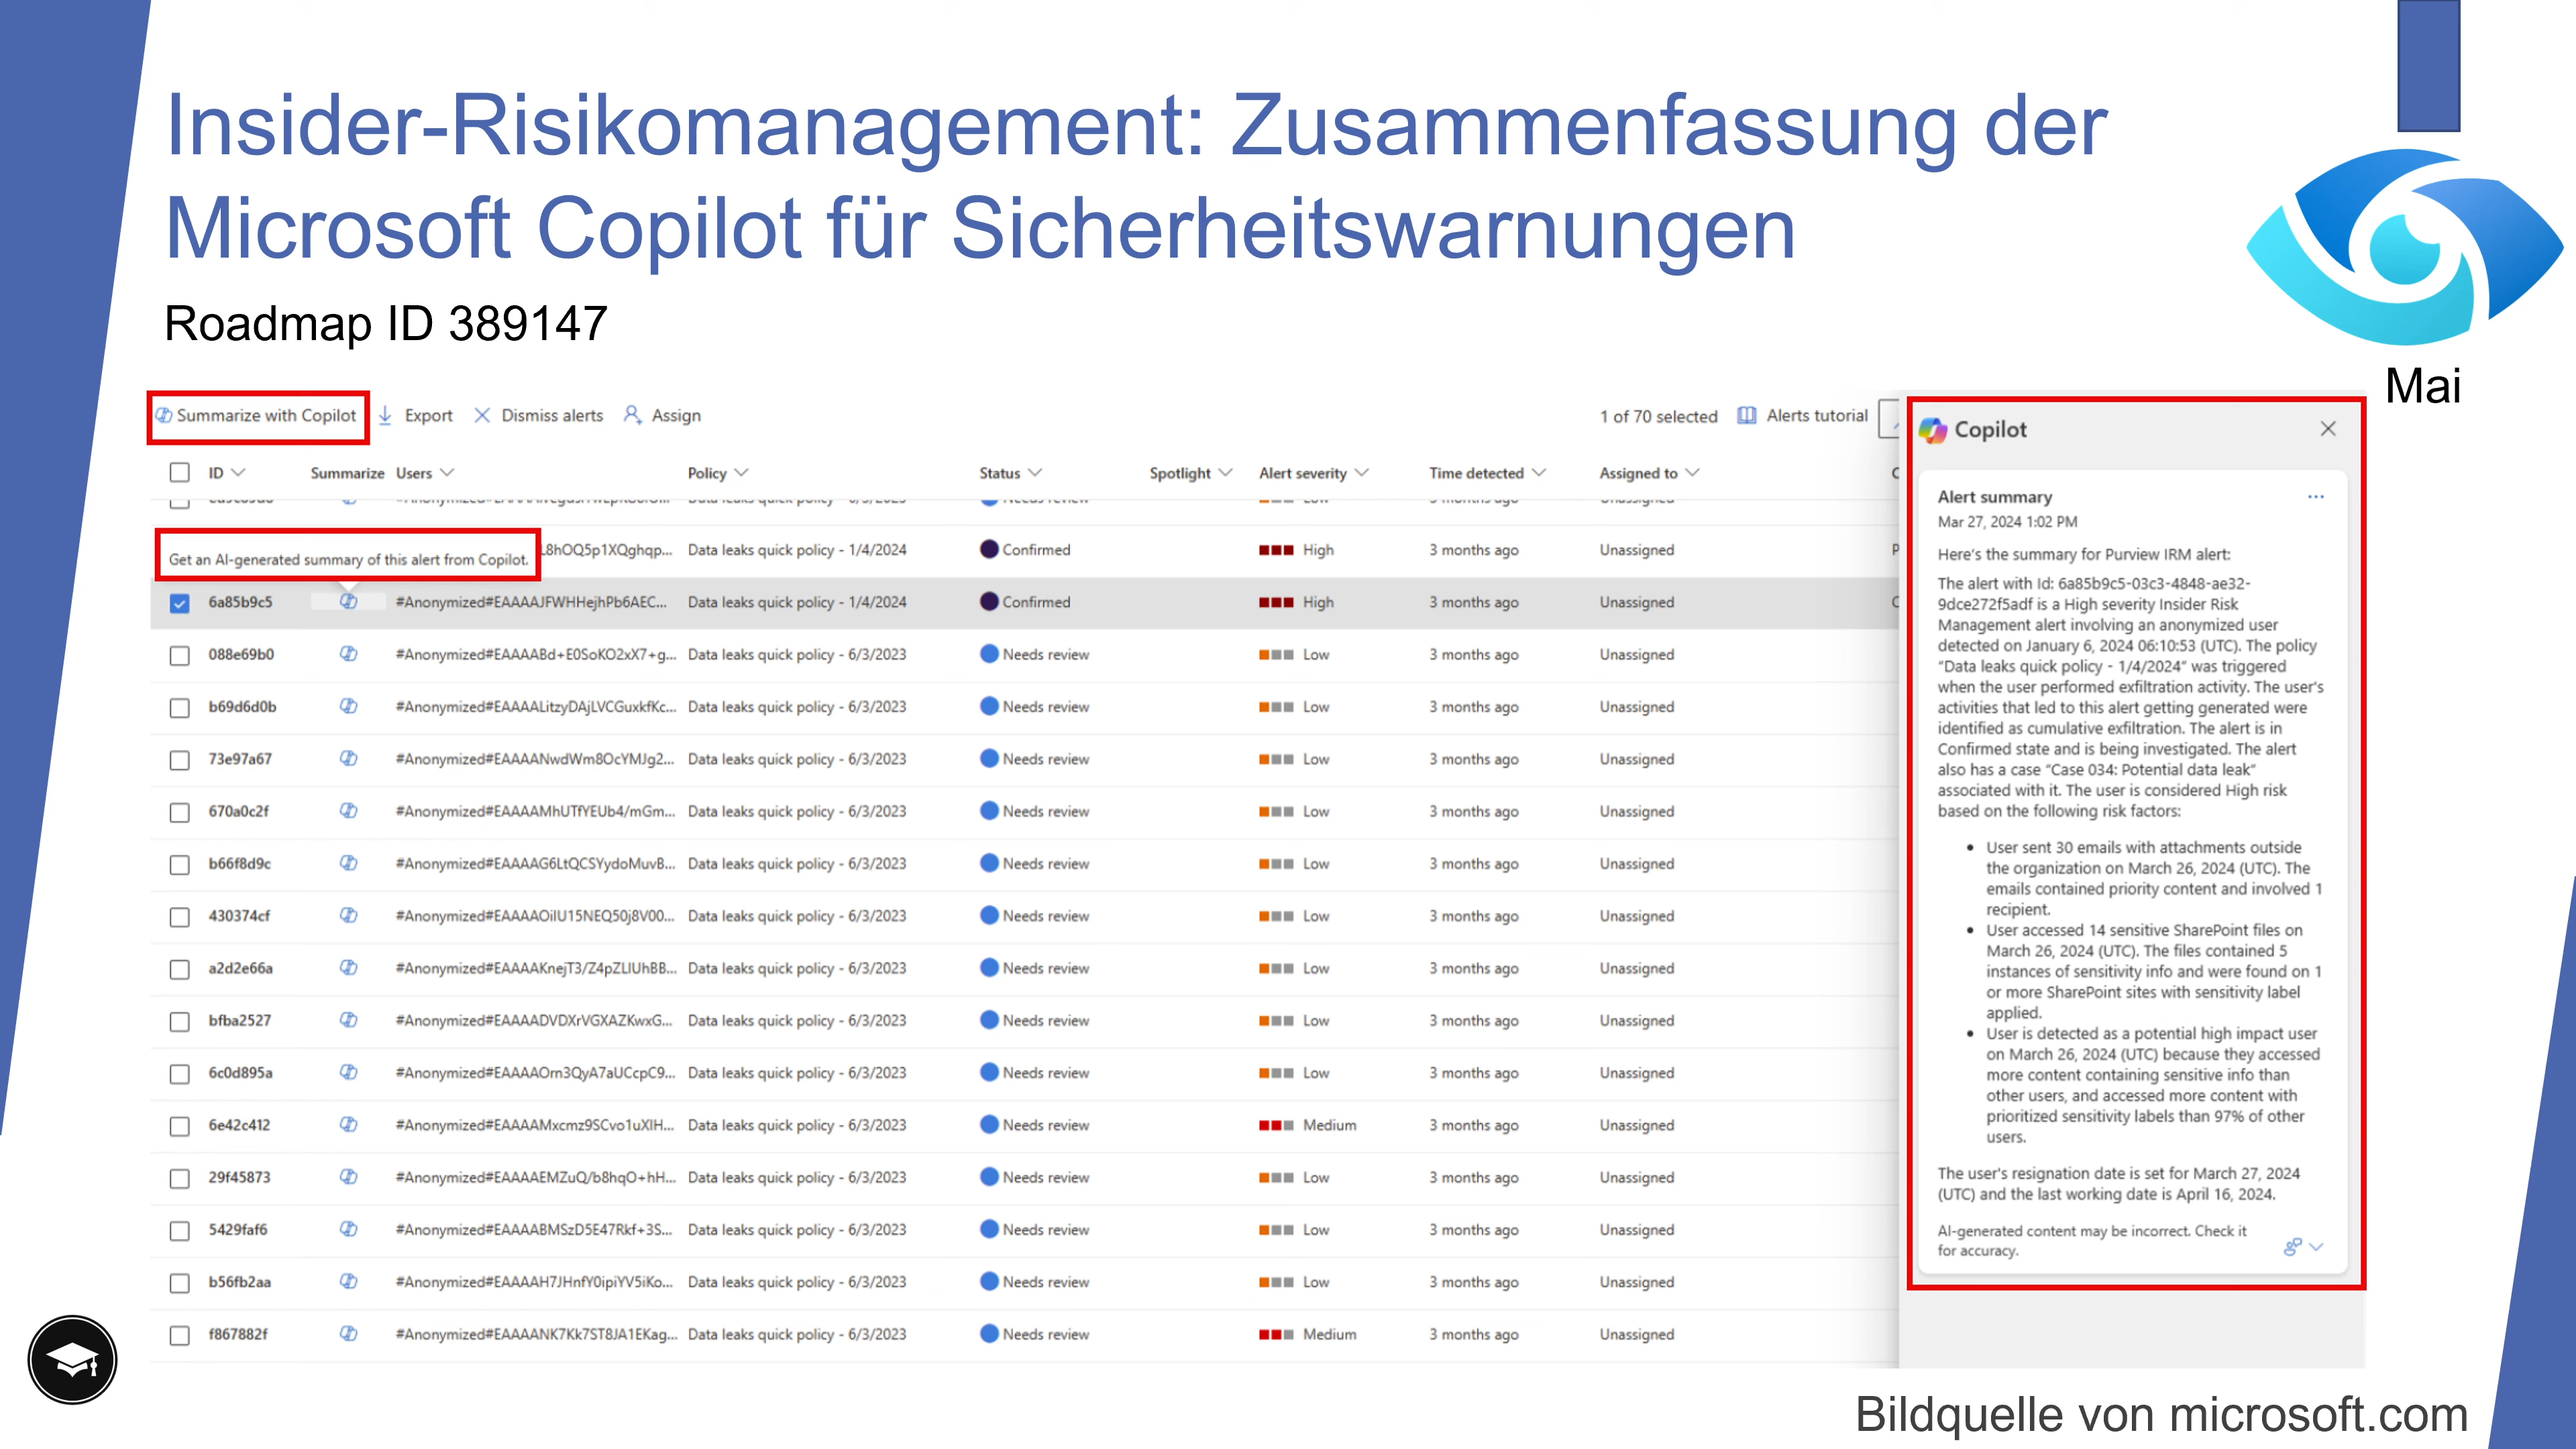 Insider-Risikomanagement: Zusammenfassung der
Microsoft Copilot für Sicherheitswarnungen
Roadmap ID 389147
Mai
Summarize with Copilot Export Dismiss alerts Assign 1 of 70 selected Alerts tutorial
ID Summarize Users Policy Status Spotlight Alert severity Time detected Assigned to
Get an AI-generated summary of this alert from Copilot. Data leaks quick policy - 1/4/2024 Confirmed High 3 months ago Unassigned
6a85b9c5 #Anonymized#EAAAAJFWHHejhPb6AEC... Data leaks quick policy - 1/4/2024 Confirmed High 3 months ago Unassigned
088e69b0 #Anonymized#EAAAABd+E0SoKO2xX7+g... Data leaks quick policy - 6/3/2023 Needs review Low 3 months ago Unassigned
b69d6d0b #Anonymized#EAAAALitzyDAjLVCGuxkfKc... Data leaks quick policy - 6/3/2023 Needs review Low 3 months ago Unassigned
73e97a67 #Anonymized#EAAAANwdWm8OcYMJg2... Data leaks quick policy - 6/3/2023 Needs review Low 3 months ago Unassigned
670a0c2f #Anonymized#EAAAAMhUTfYEUb4/mGm... Data leaks quick policy - 6/3/2023 Needs review Low 3 months ago Unassigned
b66f8d9c #Anonymized#EAAAAG6LtQCSYydoMuvB... Data leaks quick policy - 6/3/2023 Needs review Low 3 months ago Unassigned
430374cf #Anonymized#EAAAAOiIU15NEQ50j8V00... Data leaks quick policy - 6/3/2023 Needs review Low 3 months ago Unassigned
a2d2e66a #Anonymized#EAAAAKnejT3/Z4pZLIUhBB... Data leaks quick policy - 6/3/2023 Needs review Low 3 months ago Unassigned
bfba2527 #Anonymized#EAAAADVDXrVGXAZKwxG... Data leaks quick policy - 6/3/2023 Needs review Low 3 months ago Unassigned
6c0d895a #Anonymized#EAAAAOrn3QyA7aUCcpC9... Data leaks quick policy - 6/3/2023 Needs review Low 3 months ago Unassigned
6e42c412 #Anonymized#EAAAAMxcmz9SCvo1uXIH... Data leaks quick policy - 6/3/2023 Needs review Medium 3 months ago Unassigned
29f45873 #Anonymized#EAAAAEMZuQ/b8hqO+hH... Data leaks quick policy - 6/3/2023 Needs review Low 3 months ago Unassigned
5429faf6 #Anonymized#EAAAABMSzD5E47Rkf+3S... Data leaks quick policy - 6/3/2023 Needs review Low 3 months ago Unassigned
b56fb2aa #Anonymized#EAAAAH7JHnfY0ipiYV5iKo... Data leaks quick policy - 6/3/2023 Needs review Low 3 months ago Unassigned
f867882f #Anonymized#EAAAANK7Kk7ST8JA1EKag... Data leaks quick policy - 6/3/2023 Needs review Medium 3 months ago Unassigned
Copilot
Alert summary
Mar 27, 2024 1:02 PM
Here's the summary for Purview IRM alert:
The alert with Id: 6a85b9c5-03c3-4848-ae32-
9dce272f5adf is a High severity Insider Risk
Management alert involving an anonymized user
detected on January 6, 2024 06:10:53 (UTC). The policy
"Data leaks quick policy - 1/4/2024" was triggered
when the user performed exfiltration activity. The user's
activities that led to this alert getting generated were
identified as cumulative exfiltration. The alert is in
Confirmed state and is being investigated. The alert
also has a case "Case 034: Potential data leak"
associated with it. The user is considered High risk
based on the following risk factors:
• User sent 30 emails with attachments outside
the organization on March 26, 2024 (UTC). The
emails contained priority content and involved 1
recipient.
• User accessed 14 sensitive SharePoint files on
March 26, 2024 (UTC). The files contained 5
instances of sensitivity info and were found on 1
or more SharePoint sites with sensitivity label
applied.
• User is detected as a potential high impact user
on March 26, 2024 (UTC) because they accessed
more content containing sensitive info than
other users, and accessed more content with
prioritized sensitivity labels than 97% of other
users.
The user's resignation date is set for March 27, 2024
(UTC) and the last working date is April 16, 2024.
AI-generated content may be incorrect. Check it
for accuracy.
Bildquelle von microsoft.com